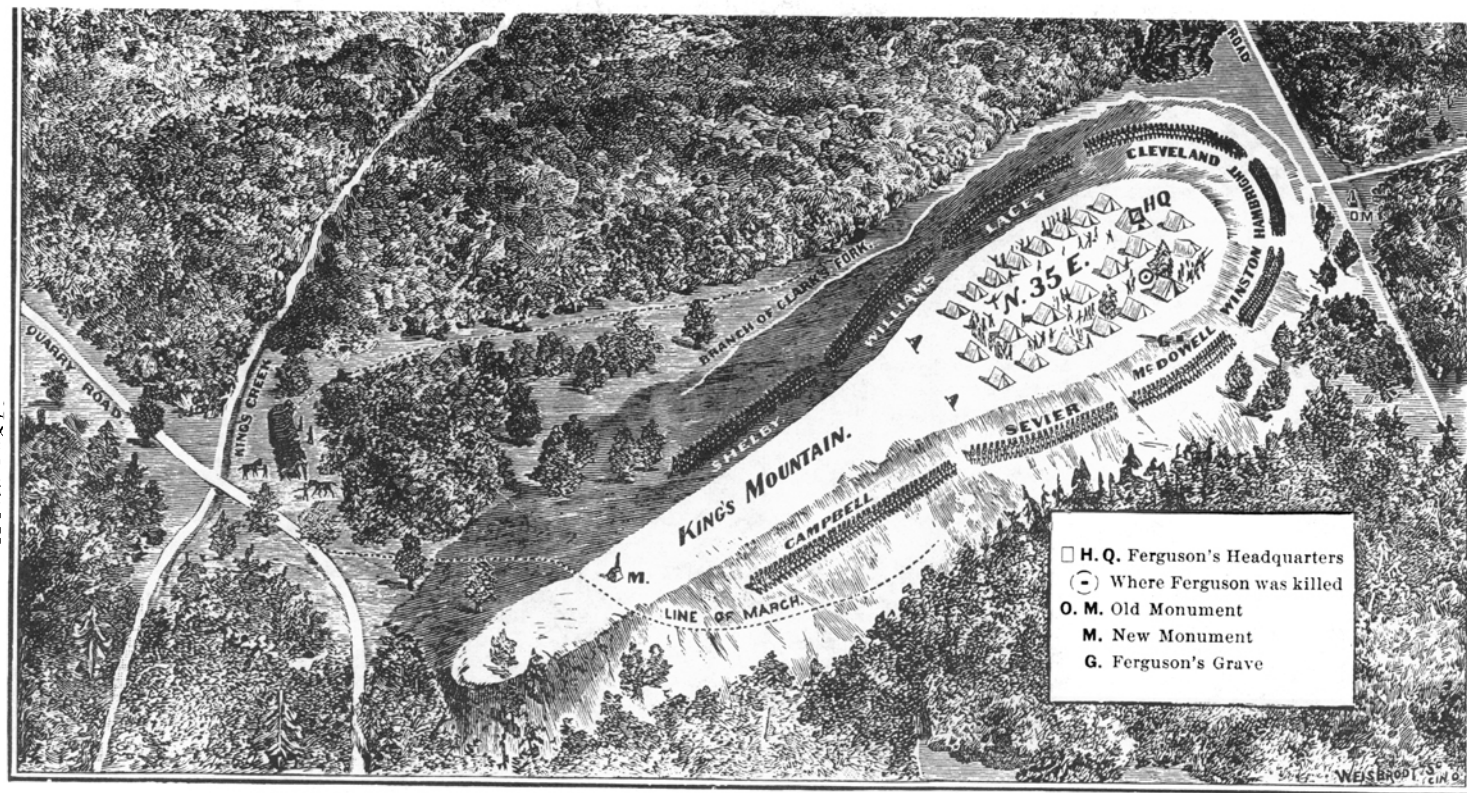 ROAD
CLEVELAND
HAMBRIGHT
HQ
LACEY
O M
N. 35 E.
WINSTON
BRANCH OF CLARK'S FORK.
WILLIAMS
G
McDOWELL
QUARRY ROAD
KING'S CREEK
SEVIER
SHELBY
KING'S MOUNTAIN.
CAMPBELL
M.
LINE OF MARCH
H.Q. Ferguson's Headquarters
Where Ferguson was killed
O. M. Old Monument
M. New Monument
G. Ferguson's Grave
WEISBRODT Sc
CIN O.